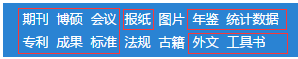 期刊 博硕 会议 报纸 图片 年鉴 统计数据
专利 成果 标准 法规 古籍 外文 工具书